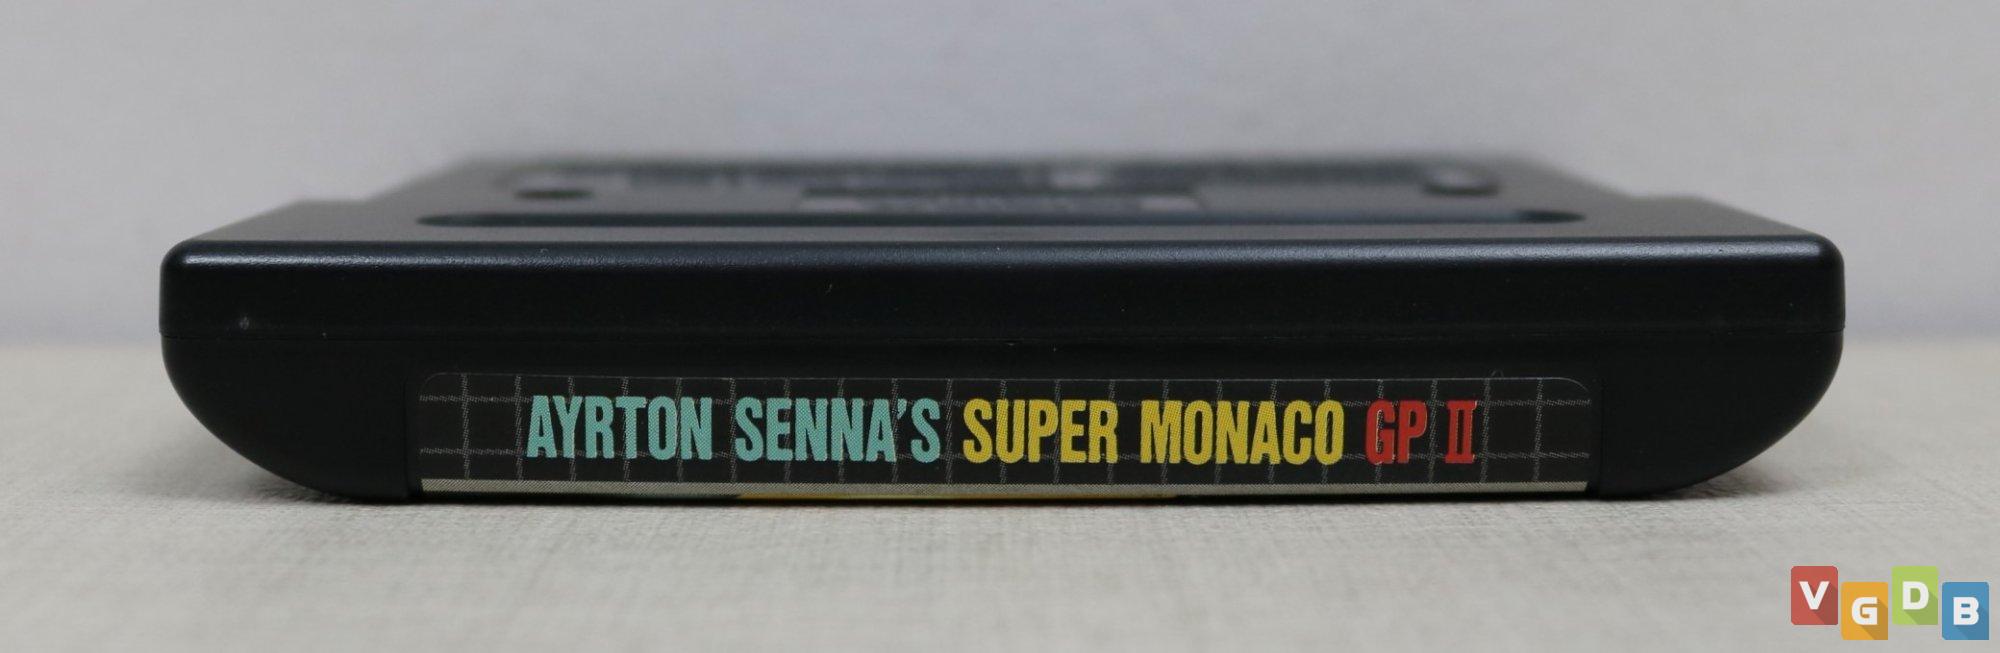 AYRTON SENNA'S SUPER MONACO GP II
VGDB